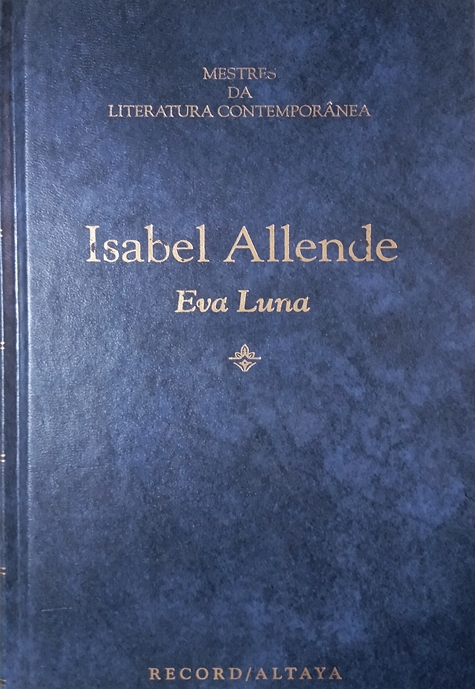 MESTRES
DA
LITERATURA CONTEMPORÂNEA
Isabel Allende
Eva Luna
RECORD/ALTAYA